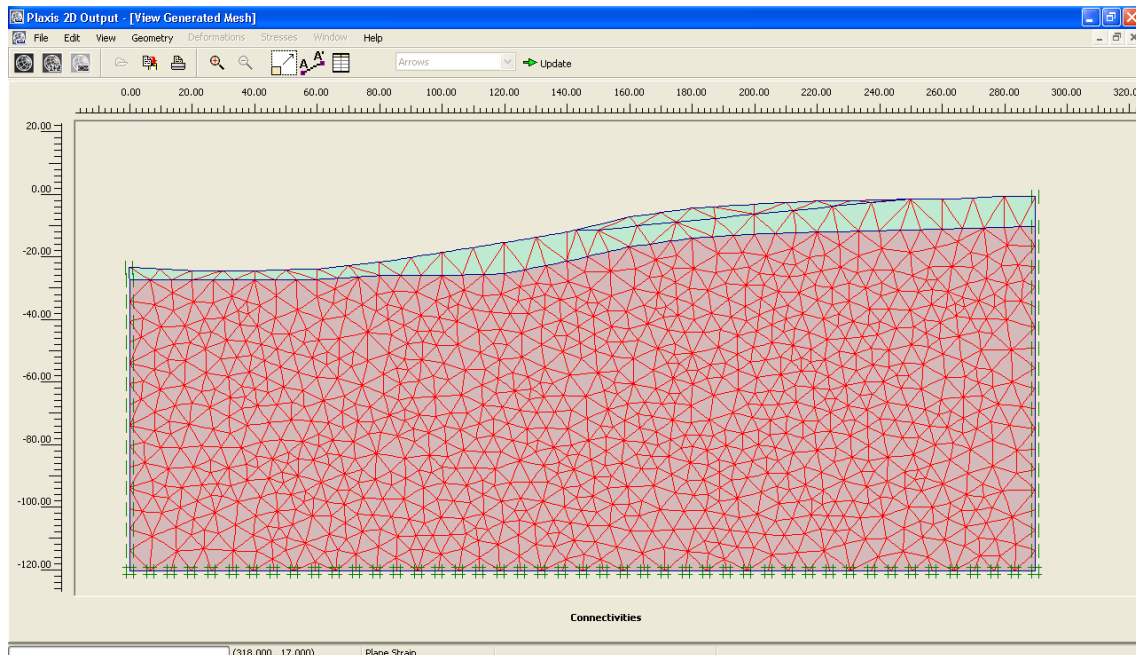 Plaxis 2D Output - [View Generated Mesh]
File Edit View Geometry Deformations Stresses Window Help
A A' Arrows Update
0.00 20.00 40.00 60.00 80.00 100.00 120.00 140.00 160.00 180.00 200.00 220.00 240.00 260.00 280.00 300.00 320.0
20.00
0.00
-20.00
-40.00
-60.00
-80.00
-100.00
-120.00
Connectivities
(318.000 , 17.000) Plane Strain